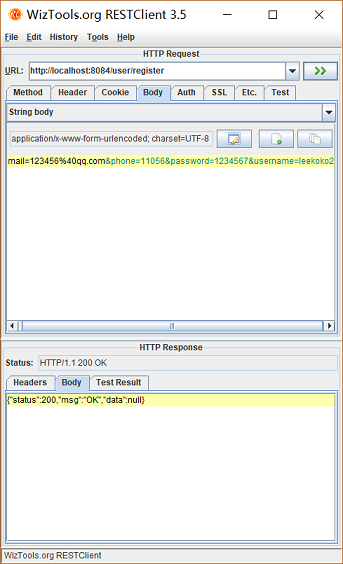 WizTools.org RESTClient 3.5
File Edit History Tools Help
HTTP Request
URL: http://localhost:8084/user/register
Method Header Cookie Body Auth SSL Etc. Test
String body
application/x-www-form-urlencoded; charset=UTF-8
mail=123456%40qq.com&phone=11056&password=1234567&username=leekoko2
HTTP Response
Status: HTTP/1.1 200 OK
Headers Body Test Result
{"status":200,"msg":"OK","data":null}
WizTools.org RESTClient